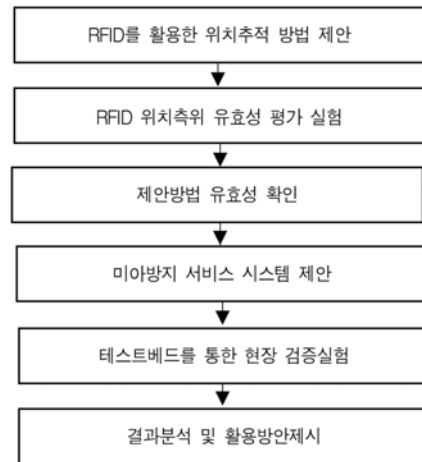 RFID를 활용한 위치추적 방법 제안
RFID 위치측위 유효성 평가 실험
제안방법 유효성 확인
미아방지 서비스 시스템 제안
테스트베드를 통한 현장 검증실험
결과분석 및 활용방안제시